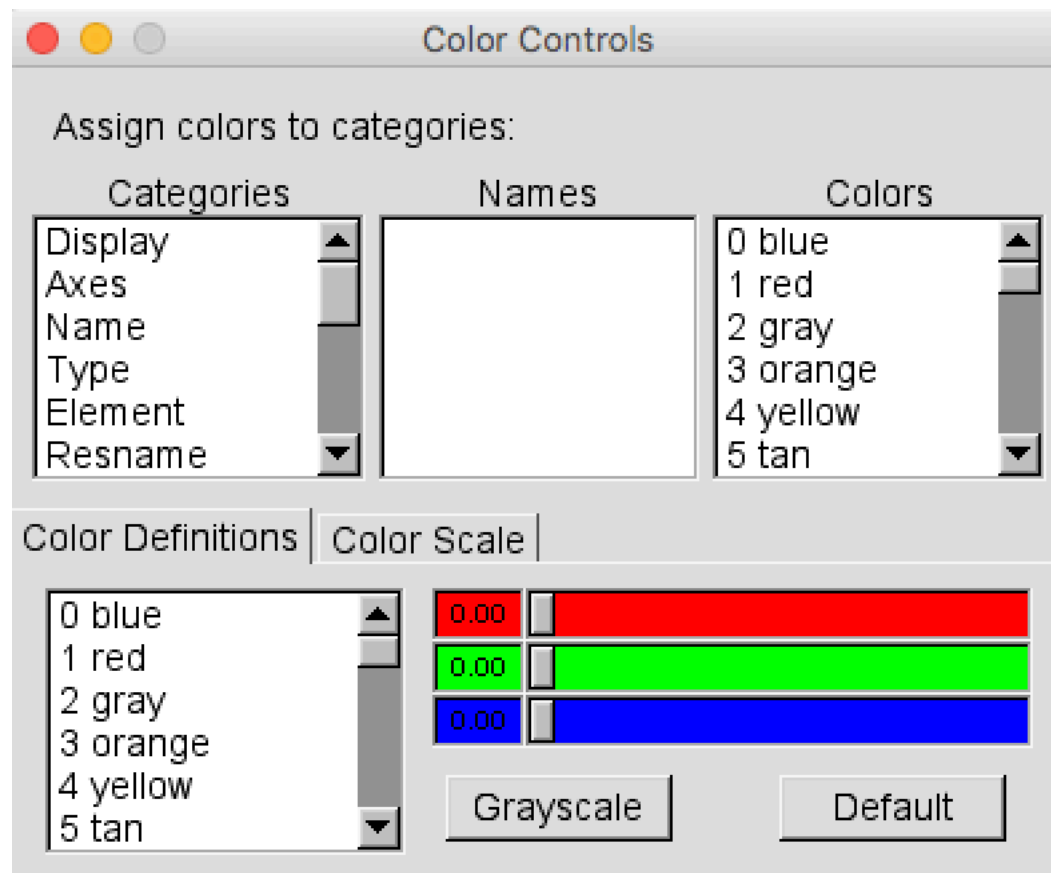 Color Controls
Assign colors to categories:
Categories
Names
Colors
Display
Axes
Name
Type
Element
Resname
0 blue
1 red
2 gray
3 orange
4 yellow
5 tan
Color Definitions
Color Scale
0 blue
1 red
2 gray
3 orange
4 yellow
5 tan
0.00
0.00
0.00
Grayscale
Default